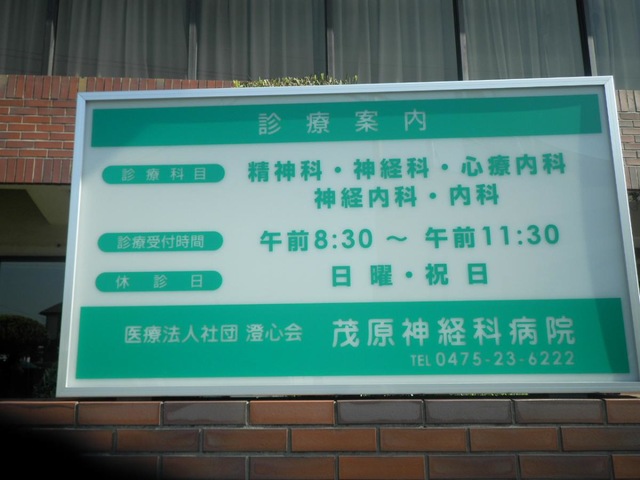 診療案内
診療科目 精神科・神経科・心療内科
神経内科・内科
診療受付時間 午前8:30 ～ 午前11:30
休診日 日曜・祝日
医療法人社団 澄心会 茂原神経科病院
TEL 0475-23-6222